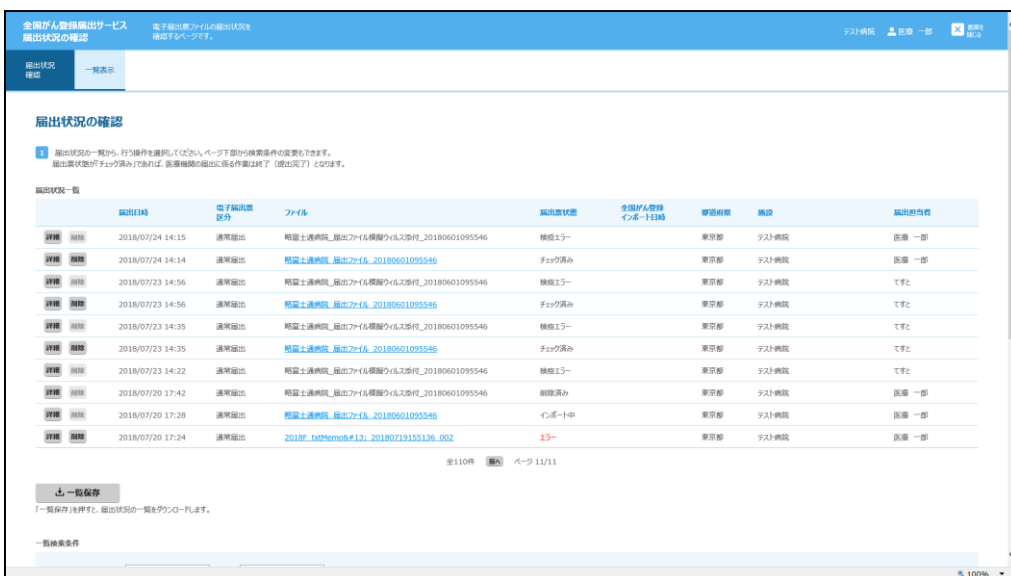 全国がん登録届出サービス
届出状況の確認
電子届出票ファイルの届出状況を
確認するページです。
テスト病院 医療 一郎 画面を
閉じる
届出状況
確認
一覧表示
届出状況の確認
1 届出状況の一覧から、行う操作を選択してください。ページ下部から検索条件の変更もできます。
届出票状態が「チェック済み」であれば、医療機関の届出に係る作業は終了（提出完了）となります。
届出状況一覧
届出日時 電子届出票
区分 ファイル 届出票状態 全国がん登録
インポート日時 都道府県 施設 届出担当者
詳細 削除 2018/07/24 14:15 通常届出 略富士通病院_届出ファイル模擬ウィルス添付_20180601095546 検疫エラー 東京都 テスト病院 医療 一郎
詳細 削除 2018/07/24 14:14 通常届出 略富士通病院_届出ファイル_20180601095546 チェック済み 東京都 テスト病院 医療 一郎
詳細 削除 2018/07/23 14:56 通常届出 略富士通病院_届出ファイル模擬ウィルス添付_20180601095546 検疫エラー 東京都 テスト病院 てすと
詳細 削除 2018/07/23 14:56 通常届出 略富士通病院_届出ファイル_20180601095546 チェック済み 東京都 テスト病院 てすと
詳細 削除 2018/07/23 14:35 通常届出 略富士通病院_届出ファイル模擬ウィルス添付_20180601095546 検疫エラー 東京都 テスト病院 てすと
詳細 削除 2018/07/23 14:35 通常届出 略富士通病院_届出ファイル_20180601095546 チェック済み 東京都 テスト病院 てすと
詳細 削除 2018/07/23 14:22 通常届出 略富士通病院_届出ファイル模擬ウィルス添付_20180601095546 検疫エラー 東京都 テスト病院 てすと
詳細 削除 2018/07/20 17:42 通常届出 略富士通病院_届出ファイル模擬ウィルス添付_20180601095546 削除済み 東京都 テスト病院 医療 一郎
詳細 削除 2018/07/20 17:28 通常届出 略富士通病院_届出ファイル_20180601095546 インポート中 東京都 テスト病院 医療 一郎
詳細 削除 2018/07/20 17:24 通常届出 2018F_txtMemo&#13;_20180719155136_002 エラー 東京都 テスト病院 医療 一郎
全110件 前へ ページ 11/11
一覧保存
「一覧保存」を押すと、届出状況の一覧をダウンロードします。
一覧検索条件
100%